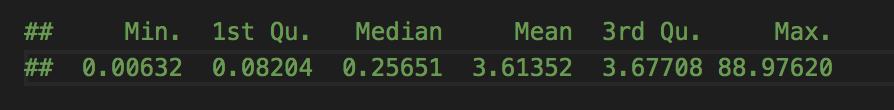 ##     Min.  1st Qu.   Median     Mean  3rd Qu.     Max.
##  0.00632  0.08204  0.25651  3.61352  3.67708 88.97620